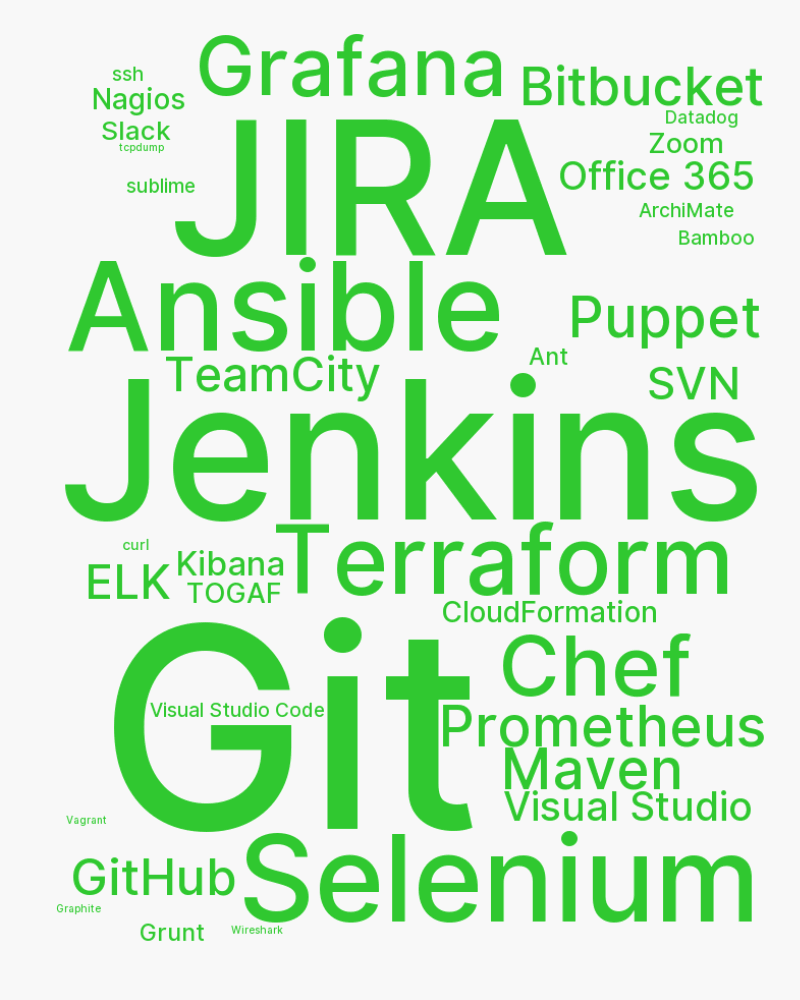 Grafana
ssh
Bitbucket
Nagios
Datadog
Slack
tcpdump
Zoom
JIRA
Office 365
sublime
ArchiMate
Bamboo
Ansible
Puppet
Ant
TeamCity
SVN
Jenkins
curl
Kibana
Terraform
ELK
TOGAF
CloudFormation
Git
Chef
Visual Studio Code
Prometheus
Maven
Visual Studio
Vagrant
GitHub
Selenium
Graphite
Grunt
Wireshark